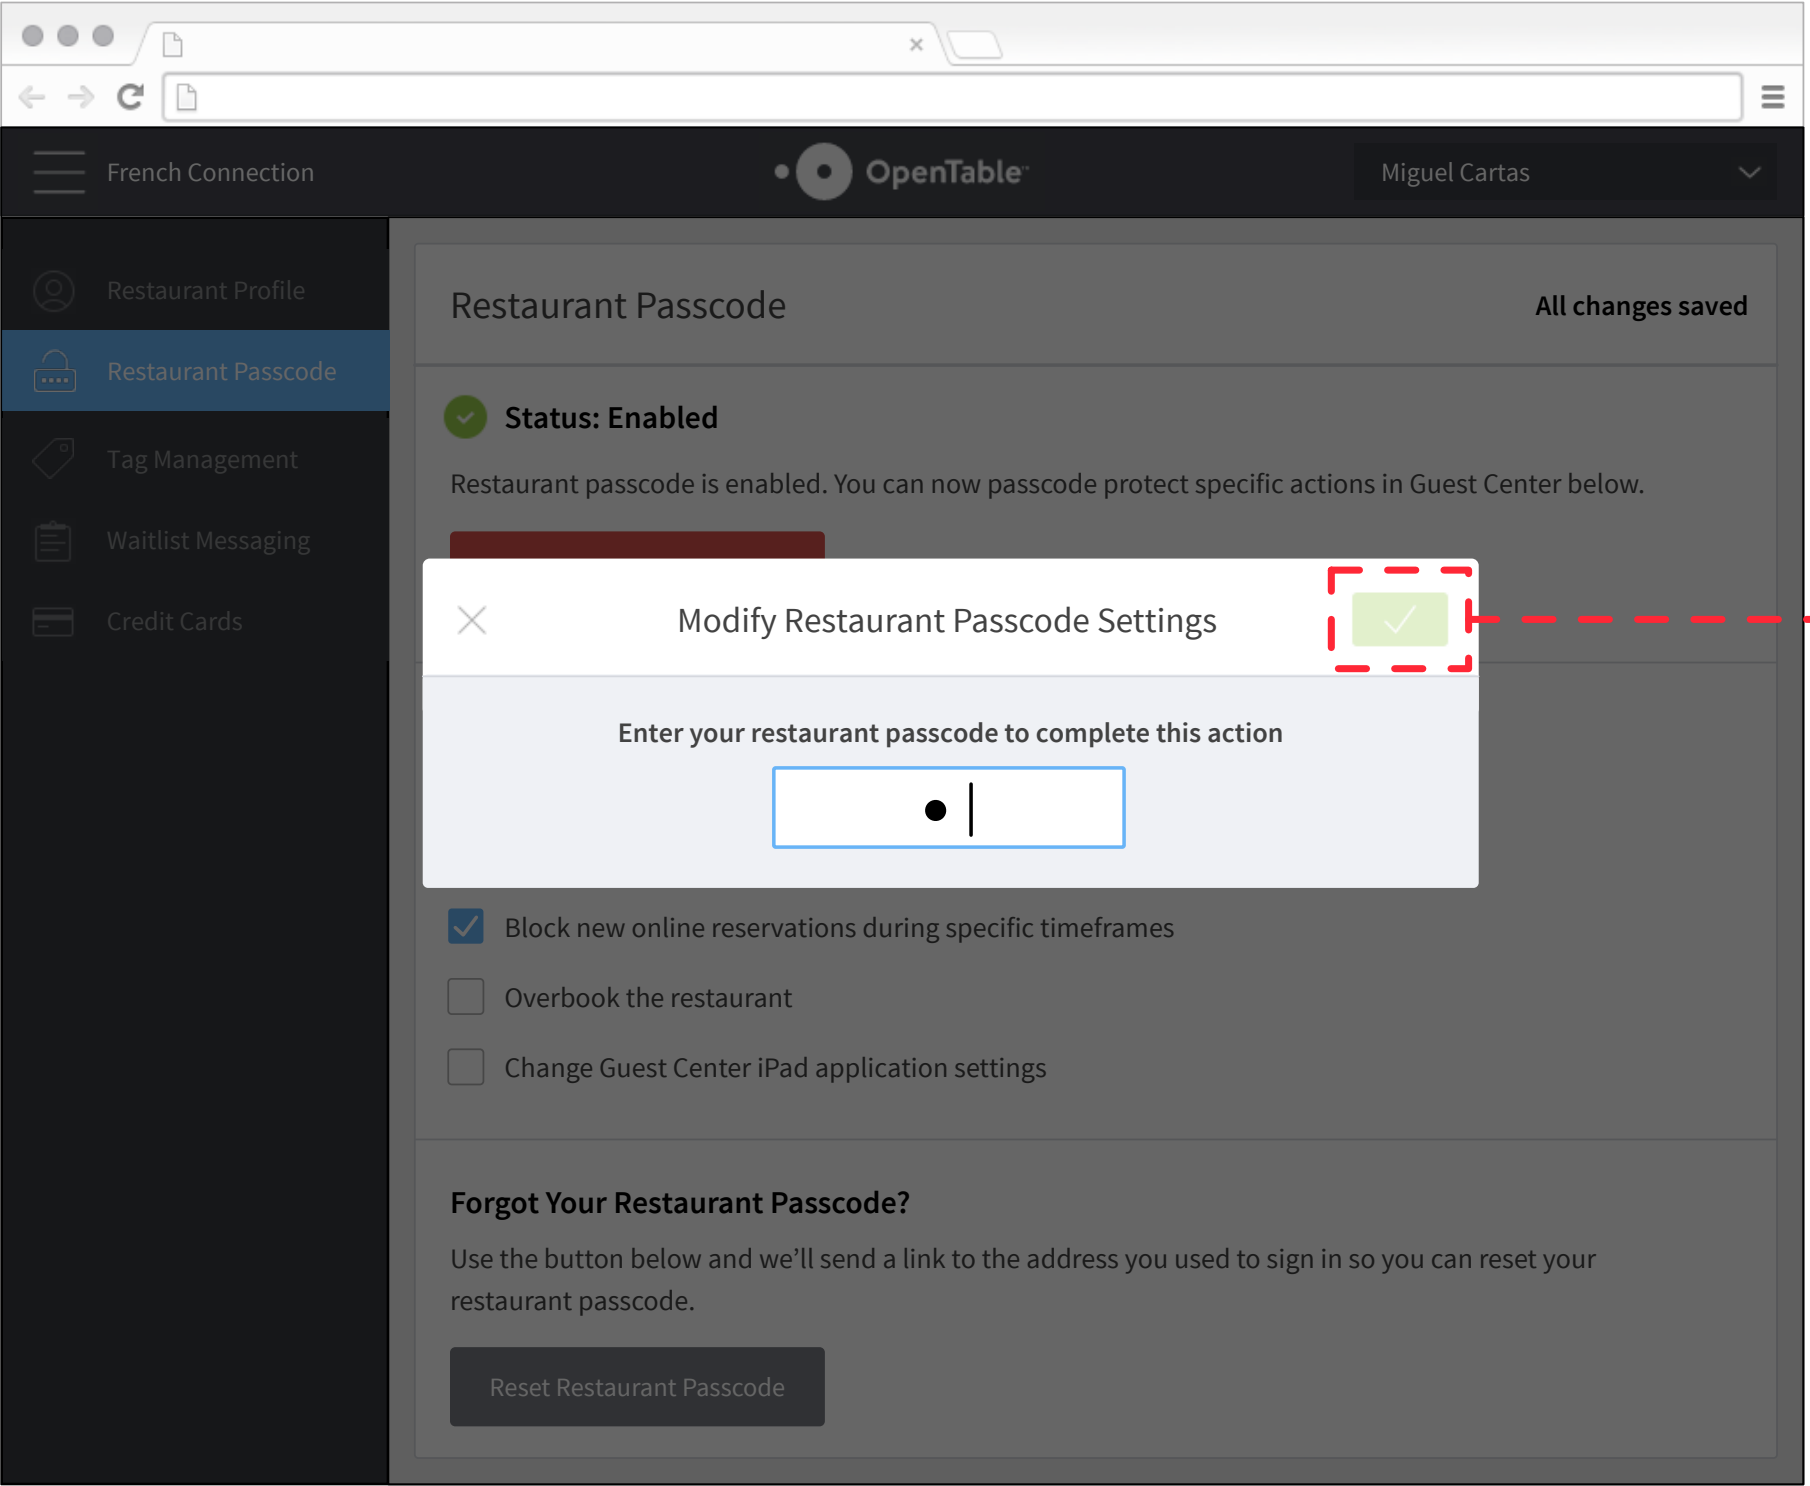 French Connection
OpenTable™
Miguel Cartas
Restaurant Profile
Restaurant Passcode
Tag Management
Waitlist Messaging
Credit Cards
Restaurant Passcode
All changes saved
Status: Enabled
Restaurant passcode is enabled. You can now passcode protect specific actions in Guest Center below.
Modify Restaurant Passcode Settings
Enter your restaurant passcode to complete this action
Block new online reservations during specific timeframes
Overbook the restaurant
Change Guest Center iPad application settings
Forgot Your Restaurant Passcode?
Use the button below and we’ll send a link to the address you used to sign in so you can reset your
restaurant passcode.
Reset Restaurant Passcode